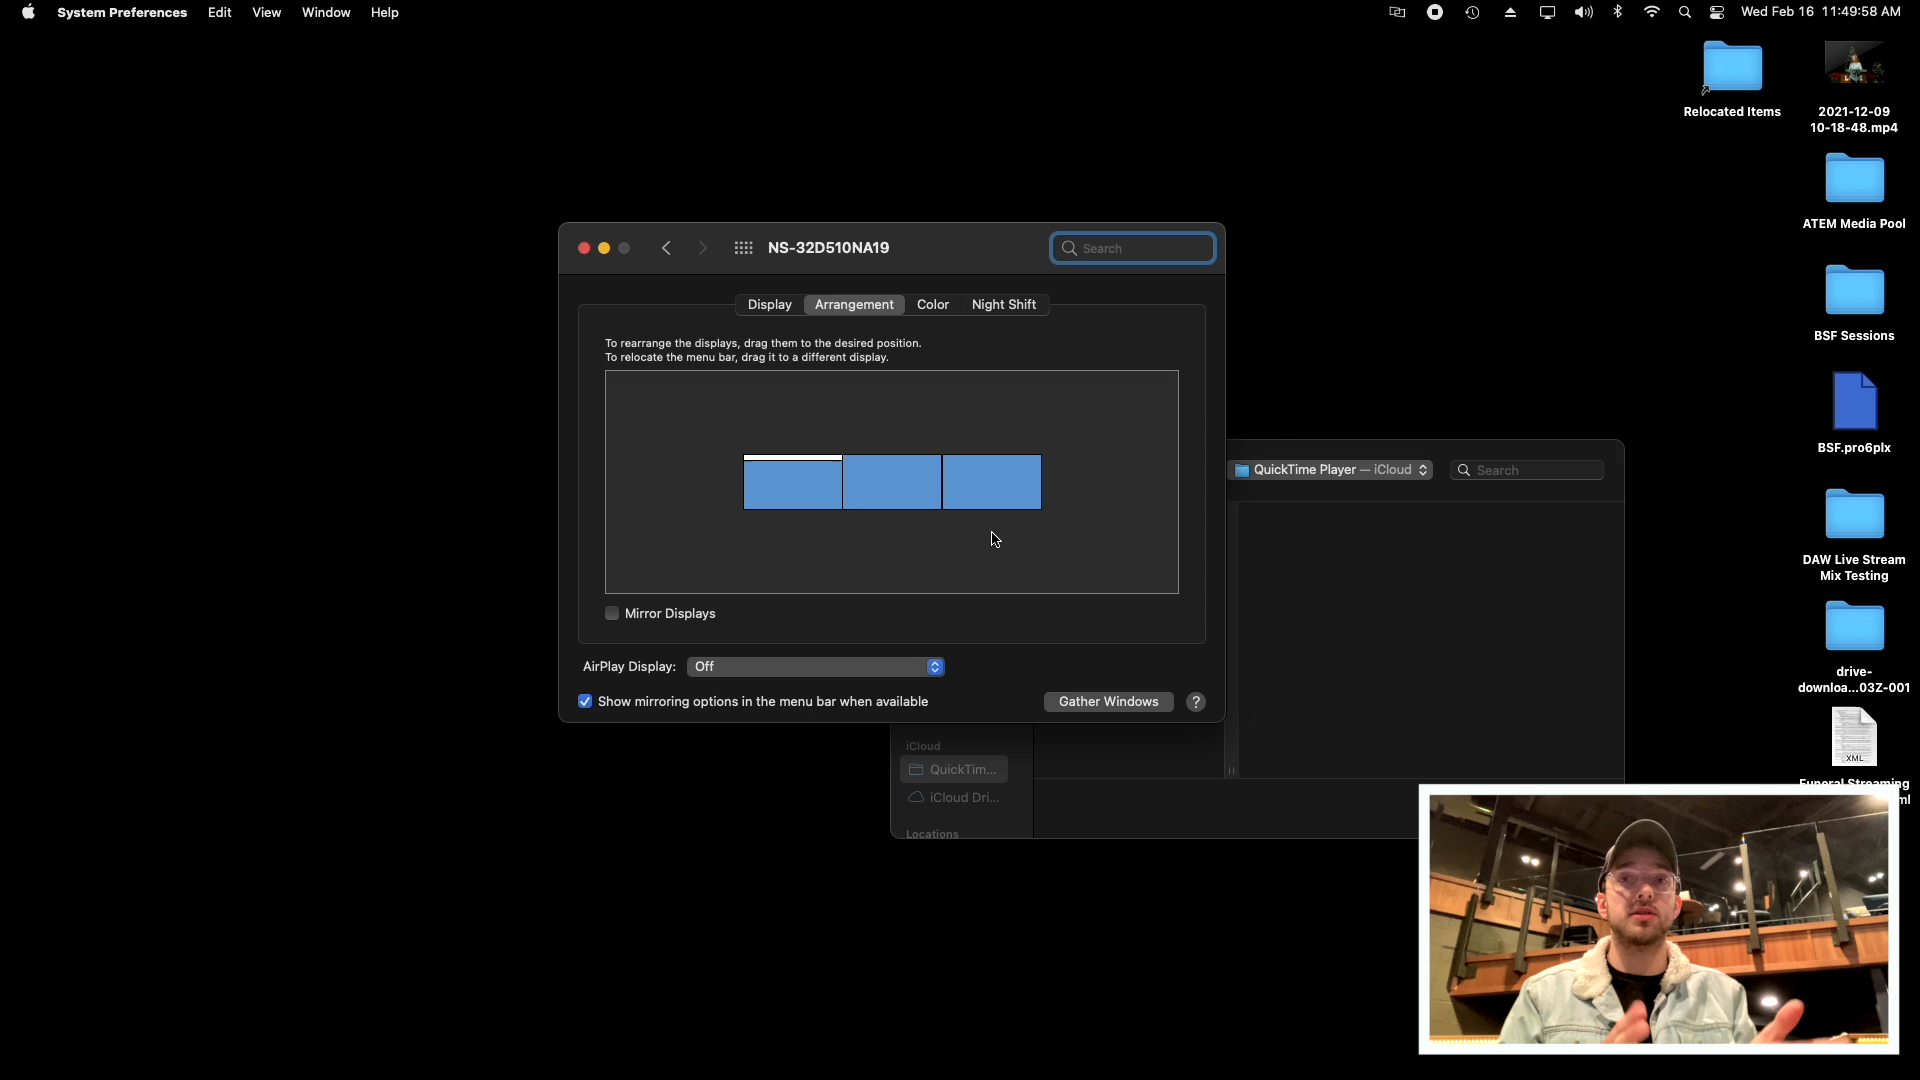 System Preferences Edit View Window Help
Wed Feb 16 11:49:58 AM
Relocated Items
2021-12-09
10-18-48.mp4
ATEM Media Pool
BSF Sessions
BSF.pro6plx
DAW Live Stream
Mix Testing
drive-
downloa...03Z-001
XML
Funeral Streaming
ml
NS-32D510NA19
Search
Display Arrangement Color Night Shift
To rearrange the displays, drag them to the desired position.
To relocate the menu bar, drag it to a different display.
Mirror Displays
AirPlay Display: Off
Show mirroring options in the menu bar when available
Gather Windows ?
QuickTime Player — iCloud
Search
iCloud
QuickTim...
iCloud Dri...
Locations